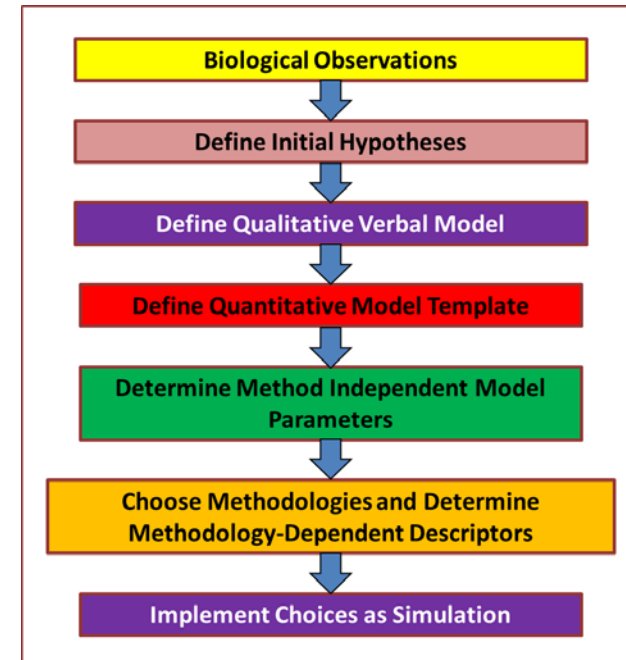 Biological Observations
Define Initial Hypotheses
Define Qualitative Verbal Model
Define Quantitative Model Template
Determine Method Independent Model
Parameters
Choose Methodologies and Determine
Methodology-Dependent Descriptors
Implement Choices as Simulation